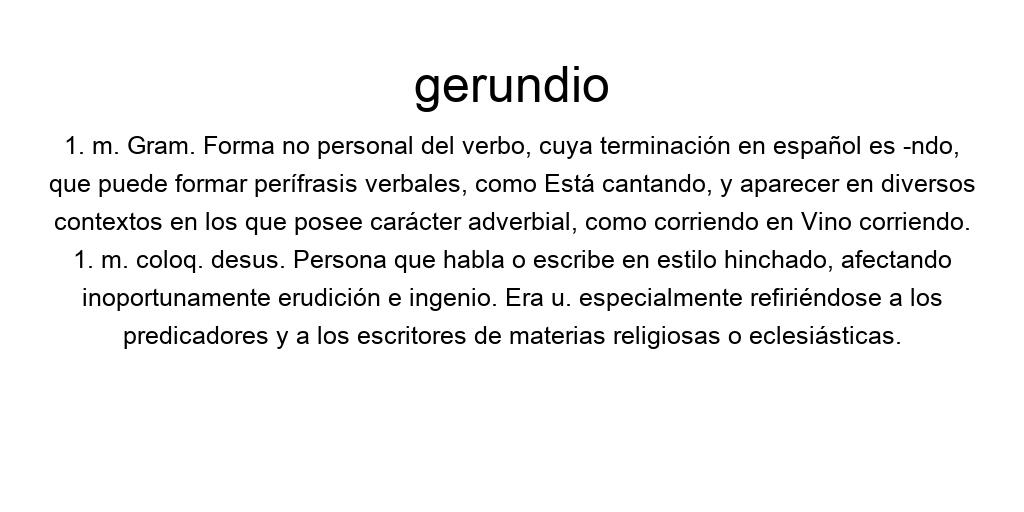 gerundio
1. m. Gram. Forma no personal del verbo, cuya terminación en español es -ndo,
que puede formar perífrasis verbales, como Está cantando, y aparecer en diversos
contextos en los que posee carácter adverbial, como corriendo en Vino corriendo.
1. m. coloq. desus. Persona que habla o escribe en estilo hinchado, afectando
inoportunamente erudición e ingenio. Era u. especialmente refiriéndose a los
predicadores y a los escritores de materias religiosas o eclesiásticas.